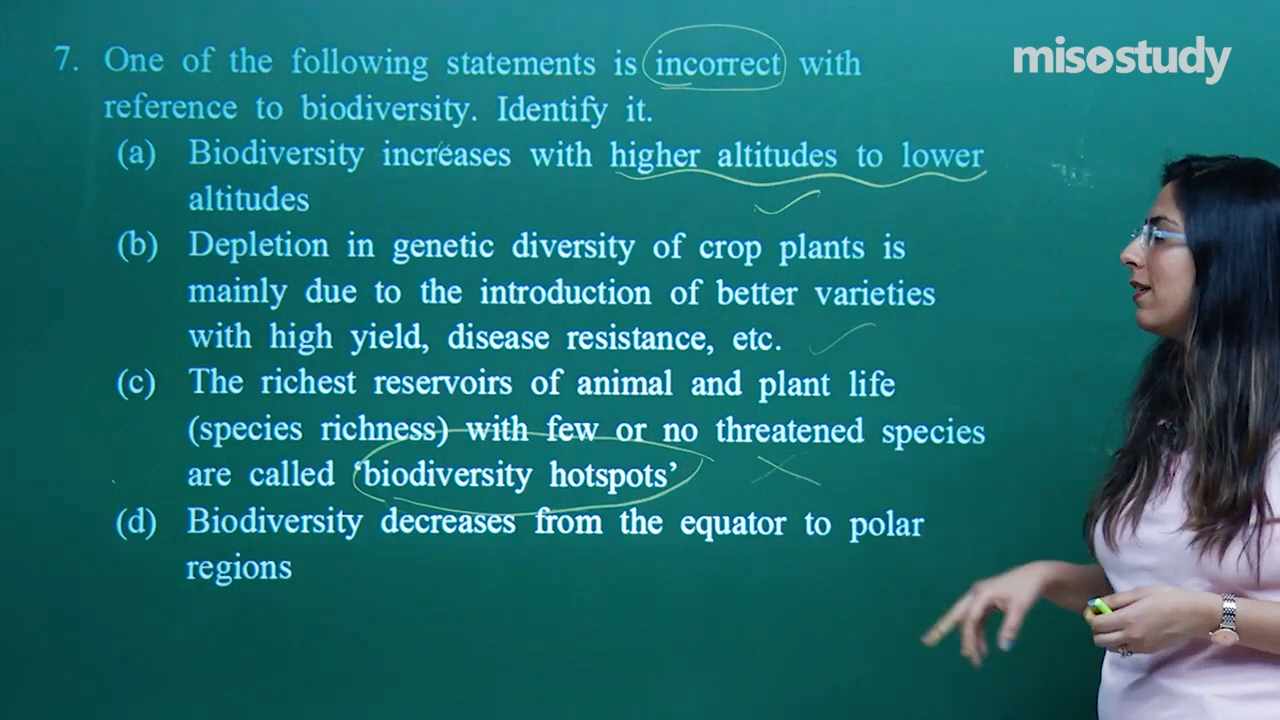 misostudy
7. One of the following statements is incorrect with
reference to biodiversity. Identify it.
(a) Biodiversity increases with higher altitudes to lower
altitudes
(b) Depletion in genetic diversity of crop plants is
mainly due to the introduction of better varieties
with high yield, disease resistance, etc.
(c) The richest reservoirs of animal and plant life
(species richness) with few or no threatened species
are called ‘biodiversity hotspots’
(d) Biodiversity decreases from the equator to polar
regions